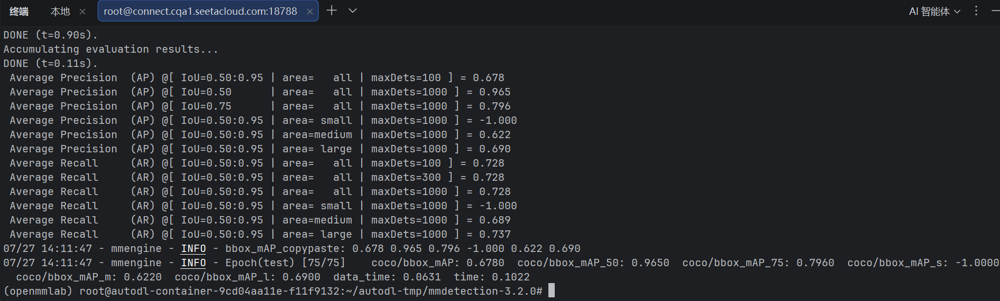 终端 本地 × root@connect.cqa1.seetacloud.com:18788 × AI 智能体
DONE (t=0.90s).
Accumulating evaluation results...
DONE (t=0.11s).
Average Precision (AP) @[ IoU=0.50:0.95 | area= all | maxDets=100 ] = 0.678
Average Precision (AP) @[ IoU=0.50 | area= all | maxDets=1000 ] = 0.965
Average Precision (AP) @[ IoU=0.75 | area= all | maxDets=1000 ] = 0.796
Average Precision (AP) @[ IoU=0.50:0.95 | area= small | maxDets=1000 ] = -1.000
Average Precision (AP) @[ IoU=0.50:0.95 | area=medium | maxDets=1000 ] = 0.622
Average Precision (AP) @[ IoU=0.50:0.95 | area= large | maxDets=1000 ] = 0.690
Average Recall (AR) @[ IoU=0.50:0.95 | area= all | maxDets=100 ] = 0.728
Average Recall (AR) @[ IoU=0.50:0.95 | area= all | maxDets=300 ] = 0.728
Average Recall (AR) @[ IoU=0.50:0.95 | area= all | maxDets=1000 ] = 0.728
Average Recall (AR) @[ IoU=0.50:0.95 | area= small | maxDets=1000 ] = -1.000
Average Recall (AR) @[ IoU=0.50:0.95 | area=medium | maxDets=1000 ] = 0.689
Average Recall (AR) @[ IoU=0.50:0.95 | area= large | maxDets=1000 ] = 0.737
07/27 14:11:47 - mmengine - INFO - bbox_mAP_copypaste: 0.678 0.965 0.796 -1.000 0.622 0.690
07/27 14:11:47 - mmengine - INFO - Epoch(test) [75/75] coco/bbox_mAP: 0.6780 coco/bbox_mAP_50: 0.9650 coco/bbox_mAP_75: 0.7960 coco/bbox_mAP_s: -1.0000
coco/bbox_mAP_m: 0.6220 coco/bbox_mAP_l: 0.6900 data_time: 0.0631 time: 0.1022
(openmmlab) root@autodl-container-9cd04aa11e-f11f9132:~/autodl-tmp/mmdetection-3.2.0#